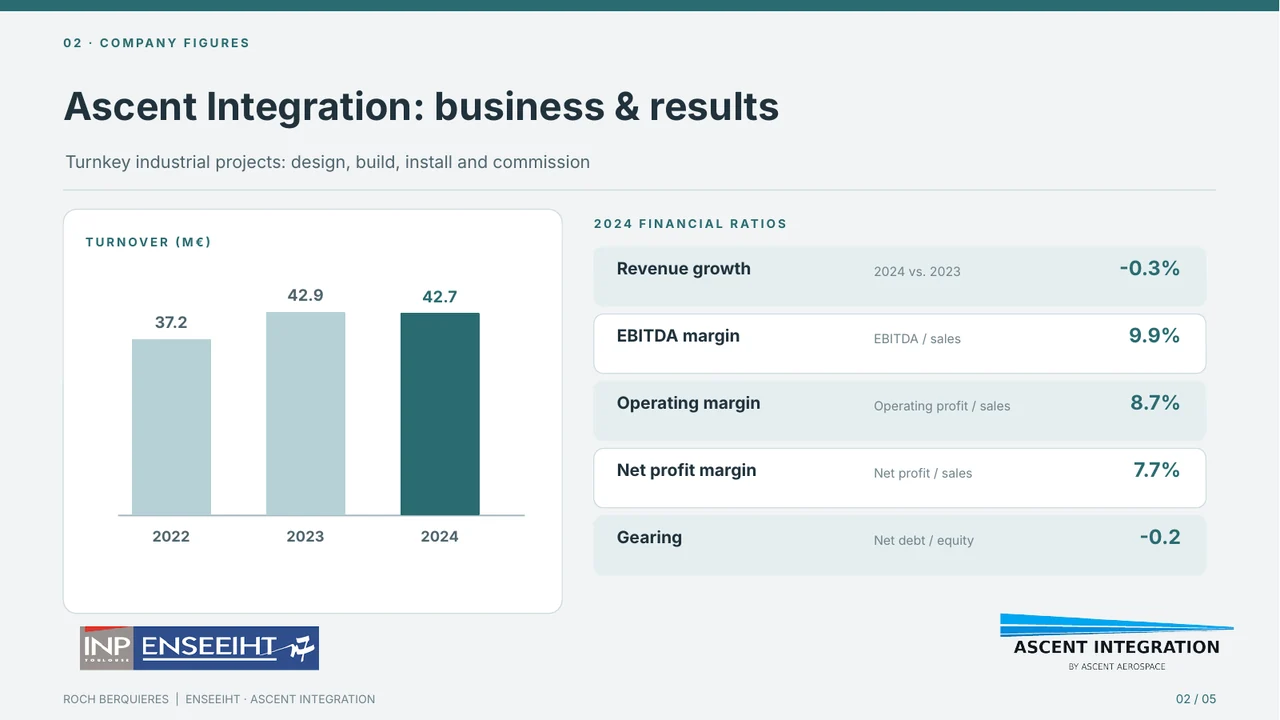 02 · COMPANY FIGURES
Ascent Integration: business & results
Turnkey industrial projects: design, build, install and commission
TURNOVER (M€)
37.2
42.9
42.7
2022
2023
2024
2024 FINANCIAL RATIOS
Revenue growth 2024 vs. 2023 -0.3%
EBITDA margin EBITDA / sales 9.9%
Operating margin Operating profit / sales 8.7%
Net profit margin Net profit / sales 7.7%
Gearing Net debt / equity -0.2
INP ENSEEIHT
TOULOUSE
ASCENT INTEGRATION
BY ASCENT AEROSPACE
ROCH BERQUIERES | ENSEEIHT · ASCENT INTEGRATION
02 / 05